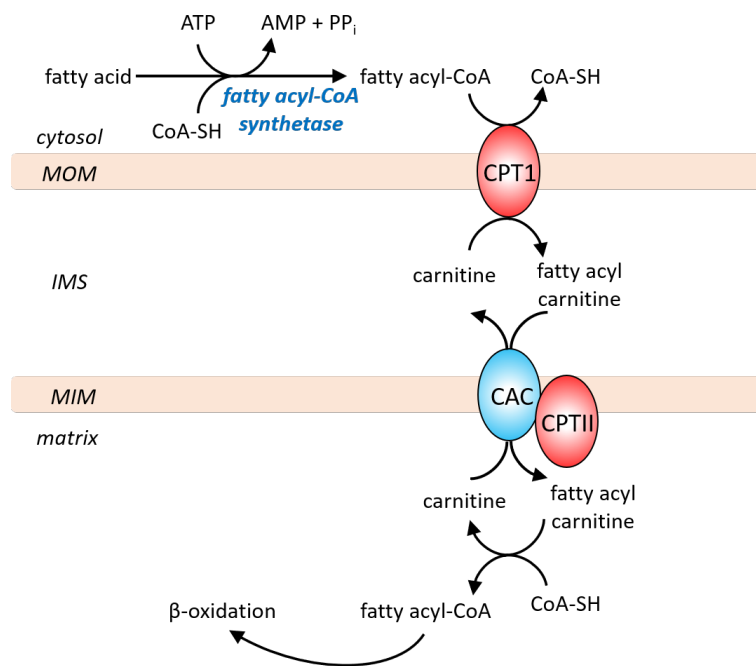 ATP
AMP + PPi
fatty acid
fatty acyl-CoA
CoA-SH
fatty acyl-CoA
synthetase
CoA-SH
cytosol
MOM
CPT1
IMS
carnitine
fatty acyl
carnitine
MIM
CAC
CPTII
matrix
carnitine
fatty acyl
carnitine
β-oxidation
fatty acyl-CoA
CoA-SH